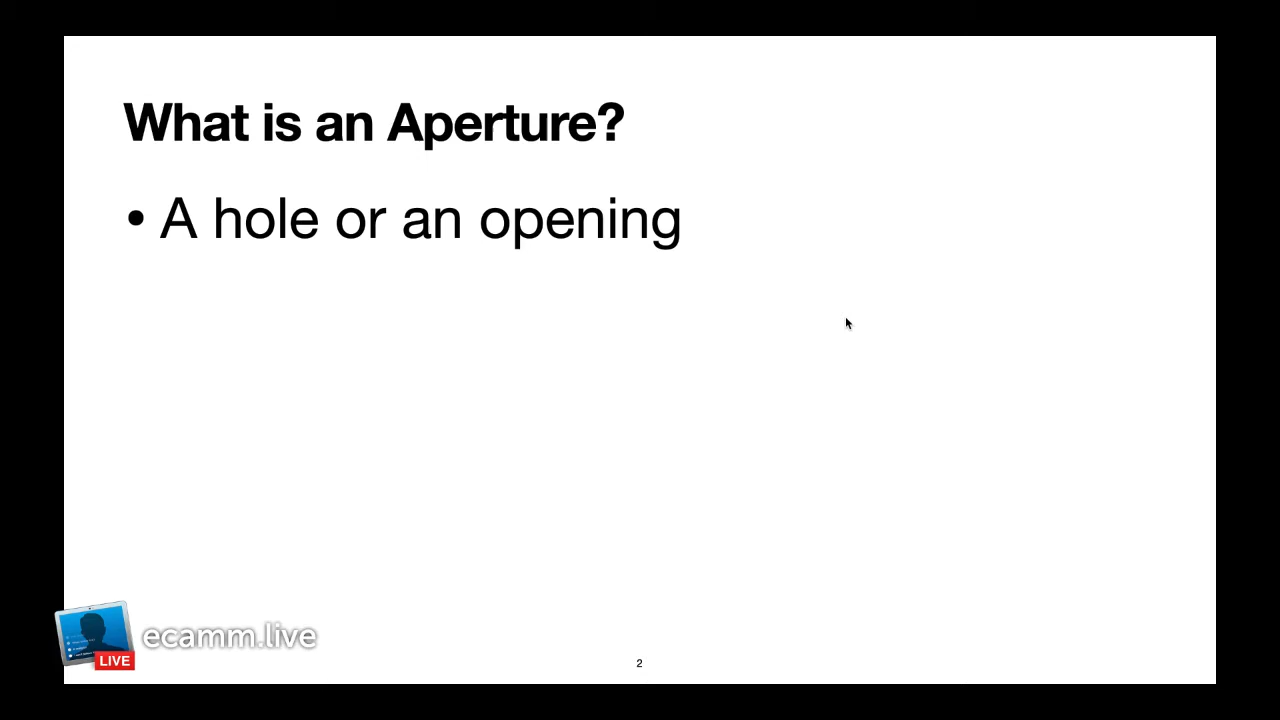 What is an Aperture?
• A hole or an opening
ecamm.live
LIVE
2